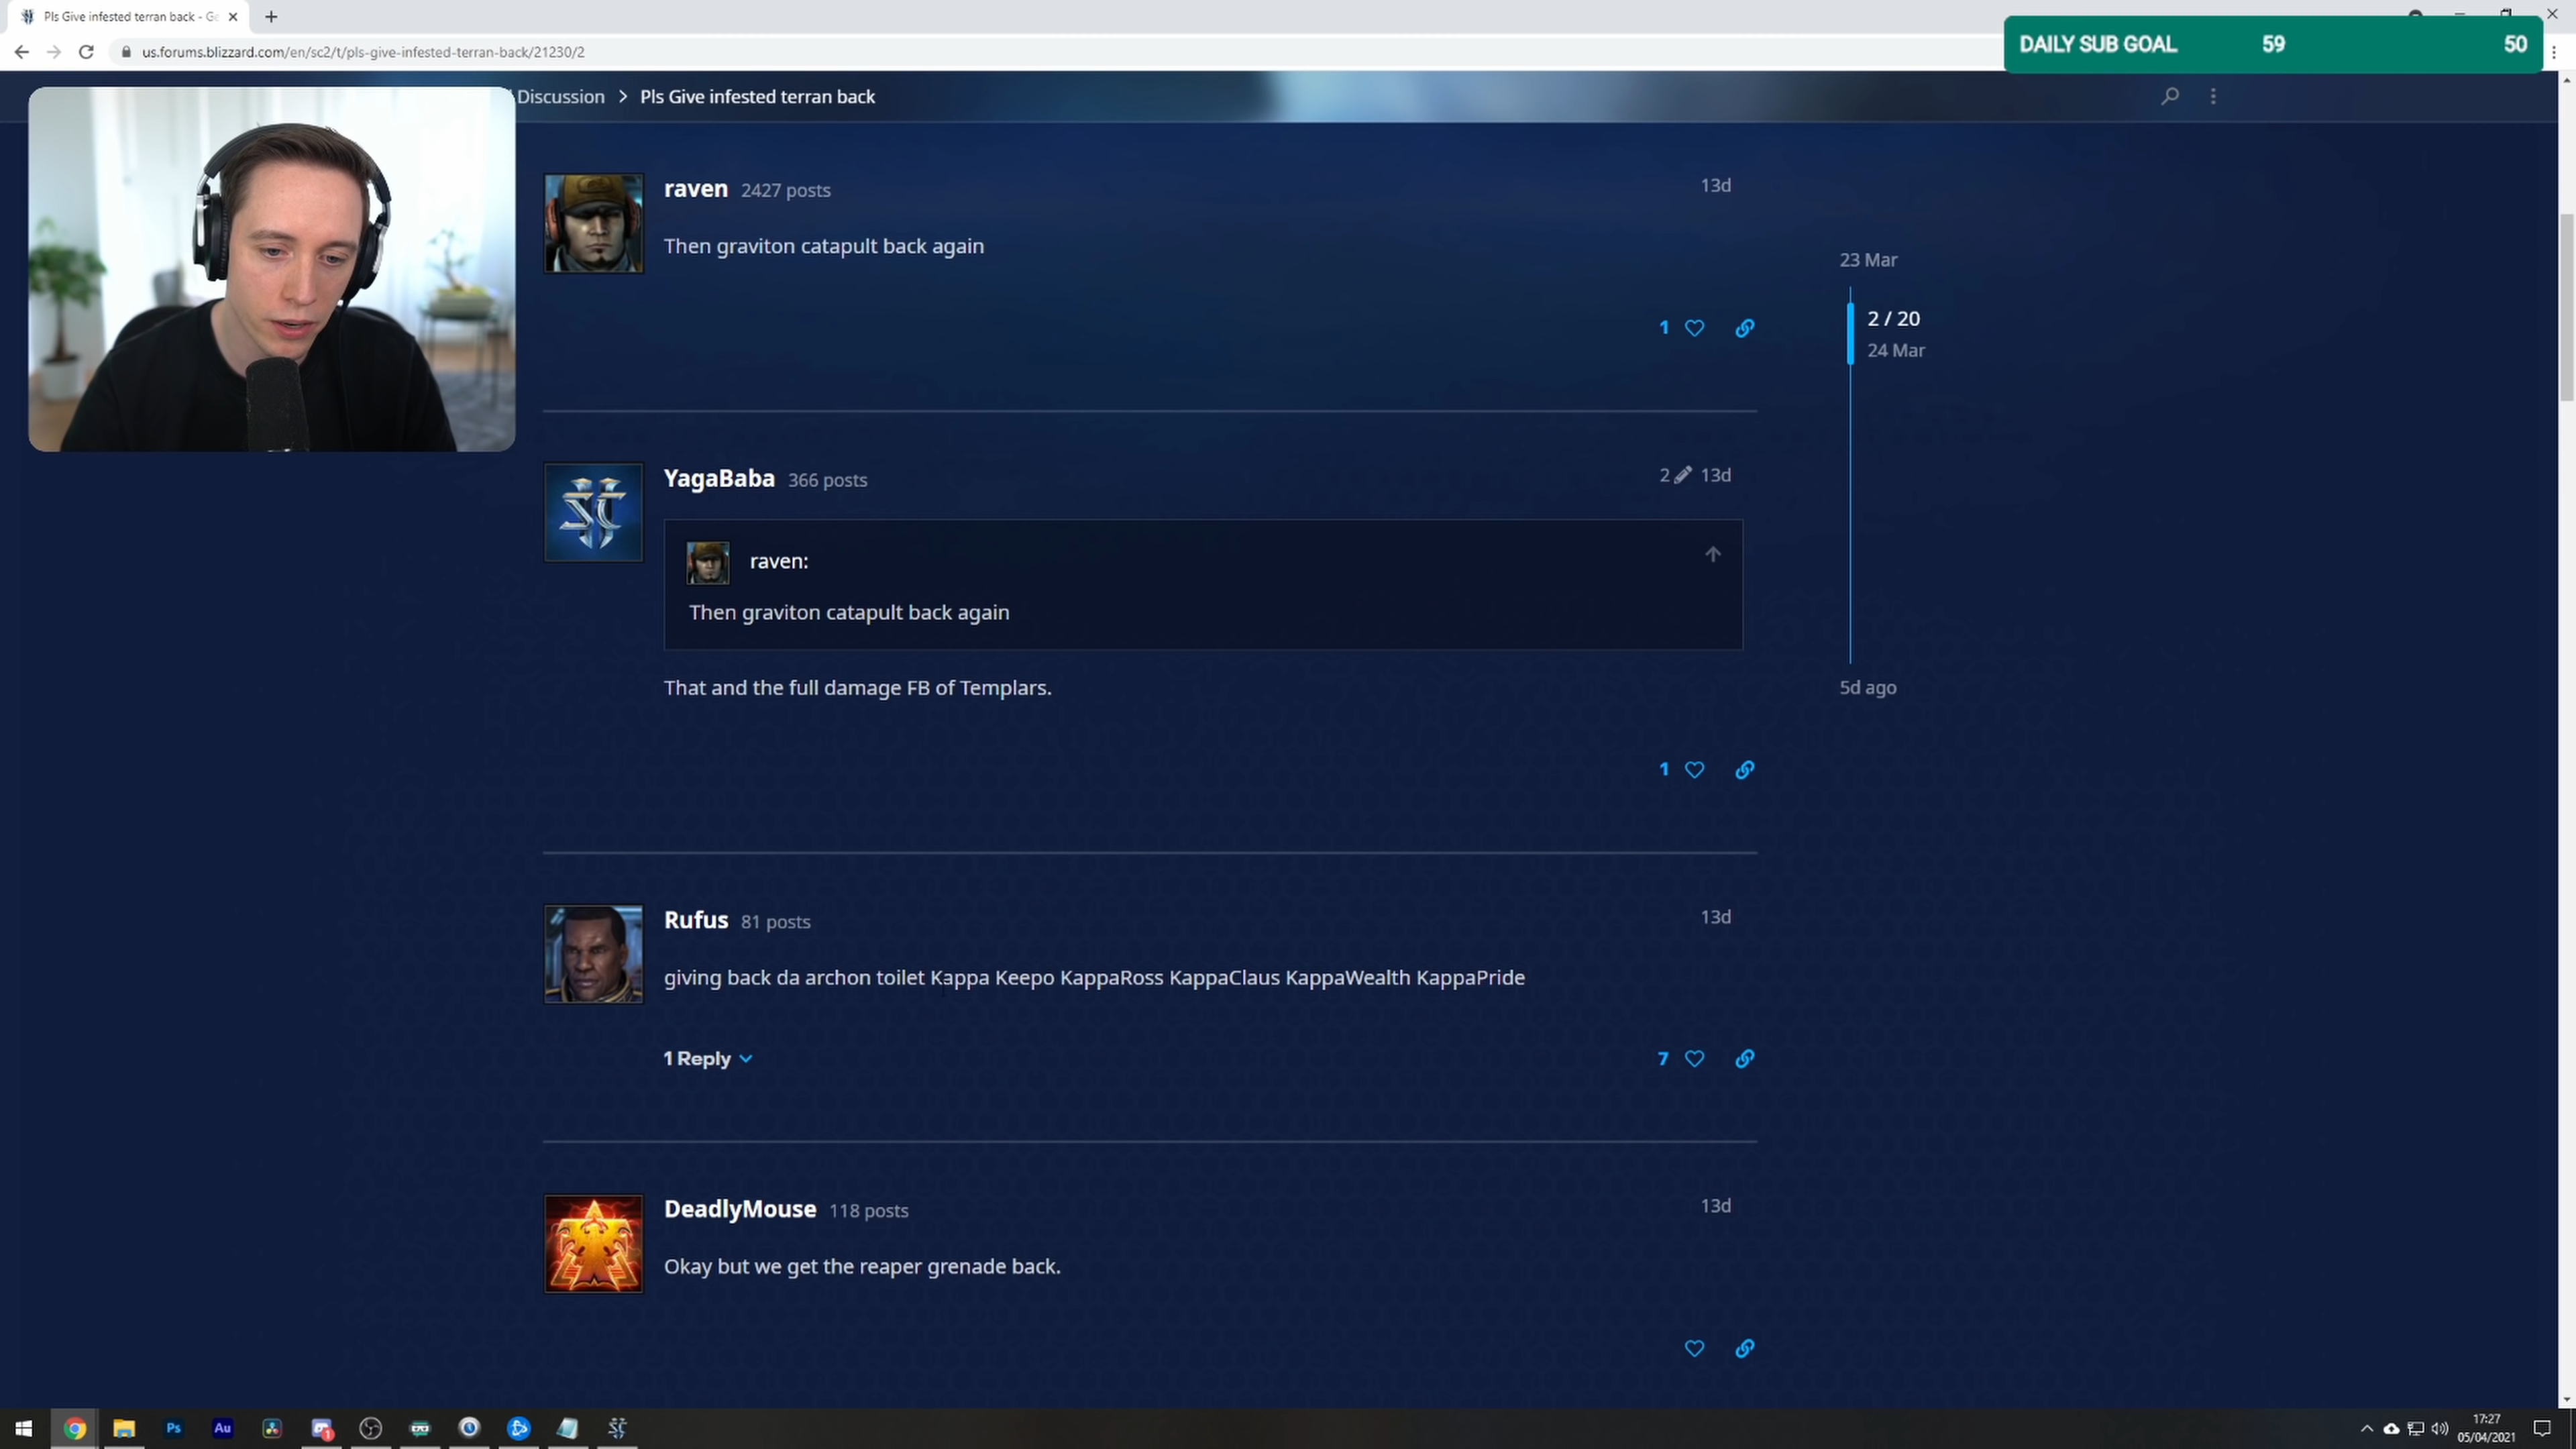 Pls Give infested terran back - Ge
us.forums.blizzard.com/en/sc2/t/pls-give-infested-terran-back/21230/2
DAILY SUB GOAL 59 50
Discussion > Pls Give infested terran back
raven 2427 posts 13d
Then graviton catapult back again
1
23 Mar
2 / 20
24 Mar
5d ago
YagaBaba 366 posts 2 13d
raven:
Then graviton catapult back again
That and the full damage FB of Templars.
1
Rufus 81 posts 13d
giving back da archon toilet Kappa Keepo KappaRoss KappaClaus KappaWealth KappaPride
1 Reply 7
DeadlyMouse 118 posts 13d
Okay but we get the reaper grenade back.
Ps Au 1
17:27
05/04/2021